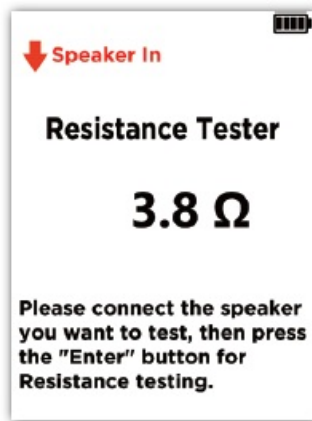 Speaker In
Resistance Tester
3.8 Ω
Please connect the speaker
you want to test, then press
the "Enter" button for
Resistance testing.